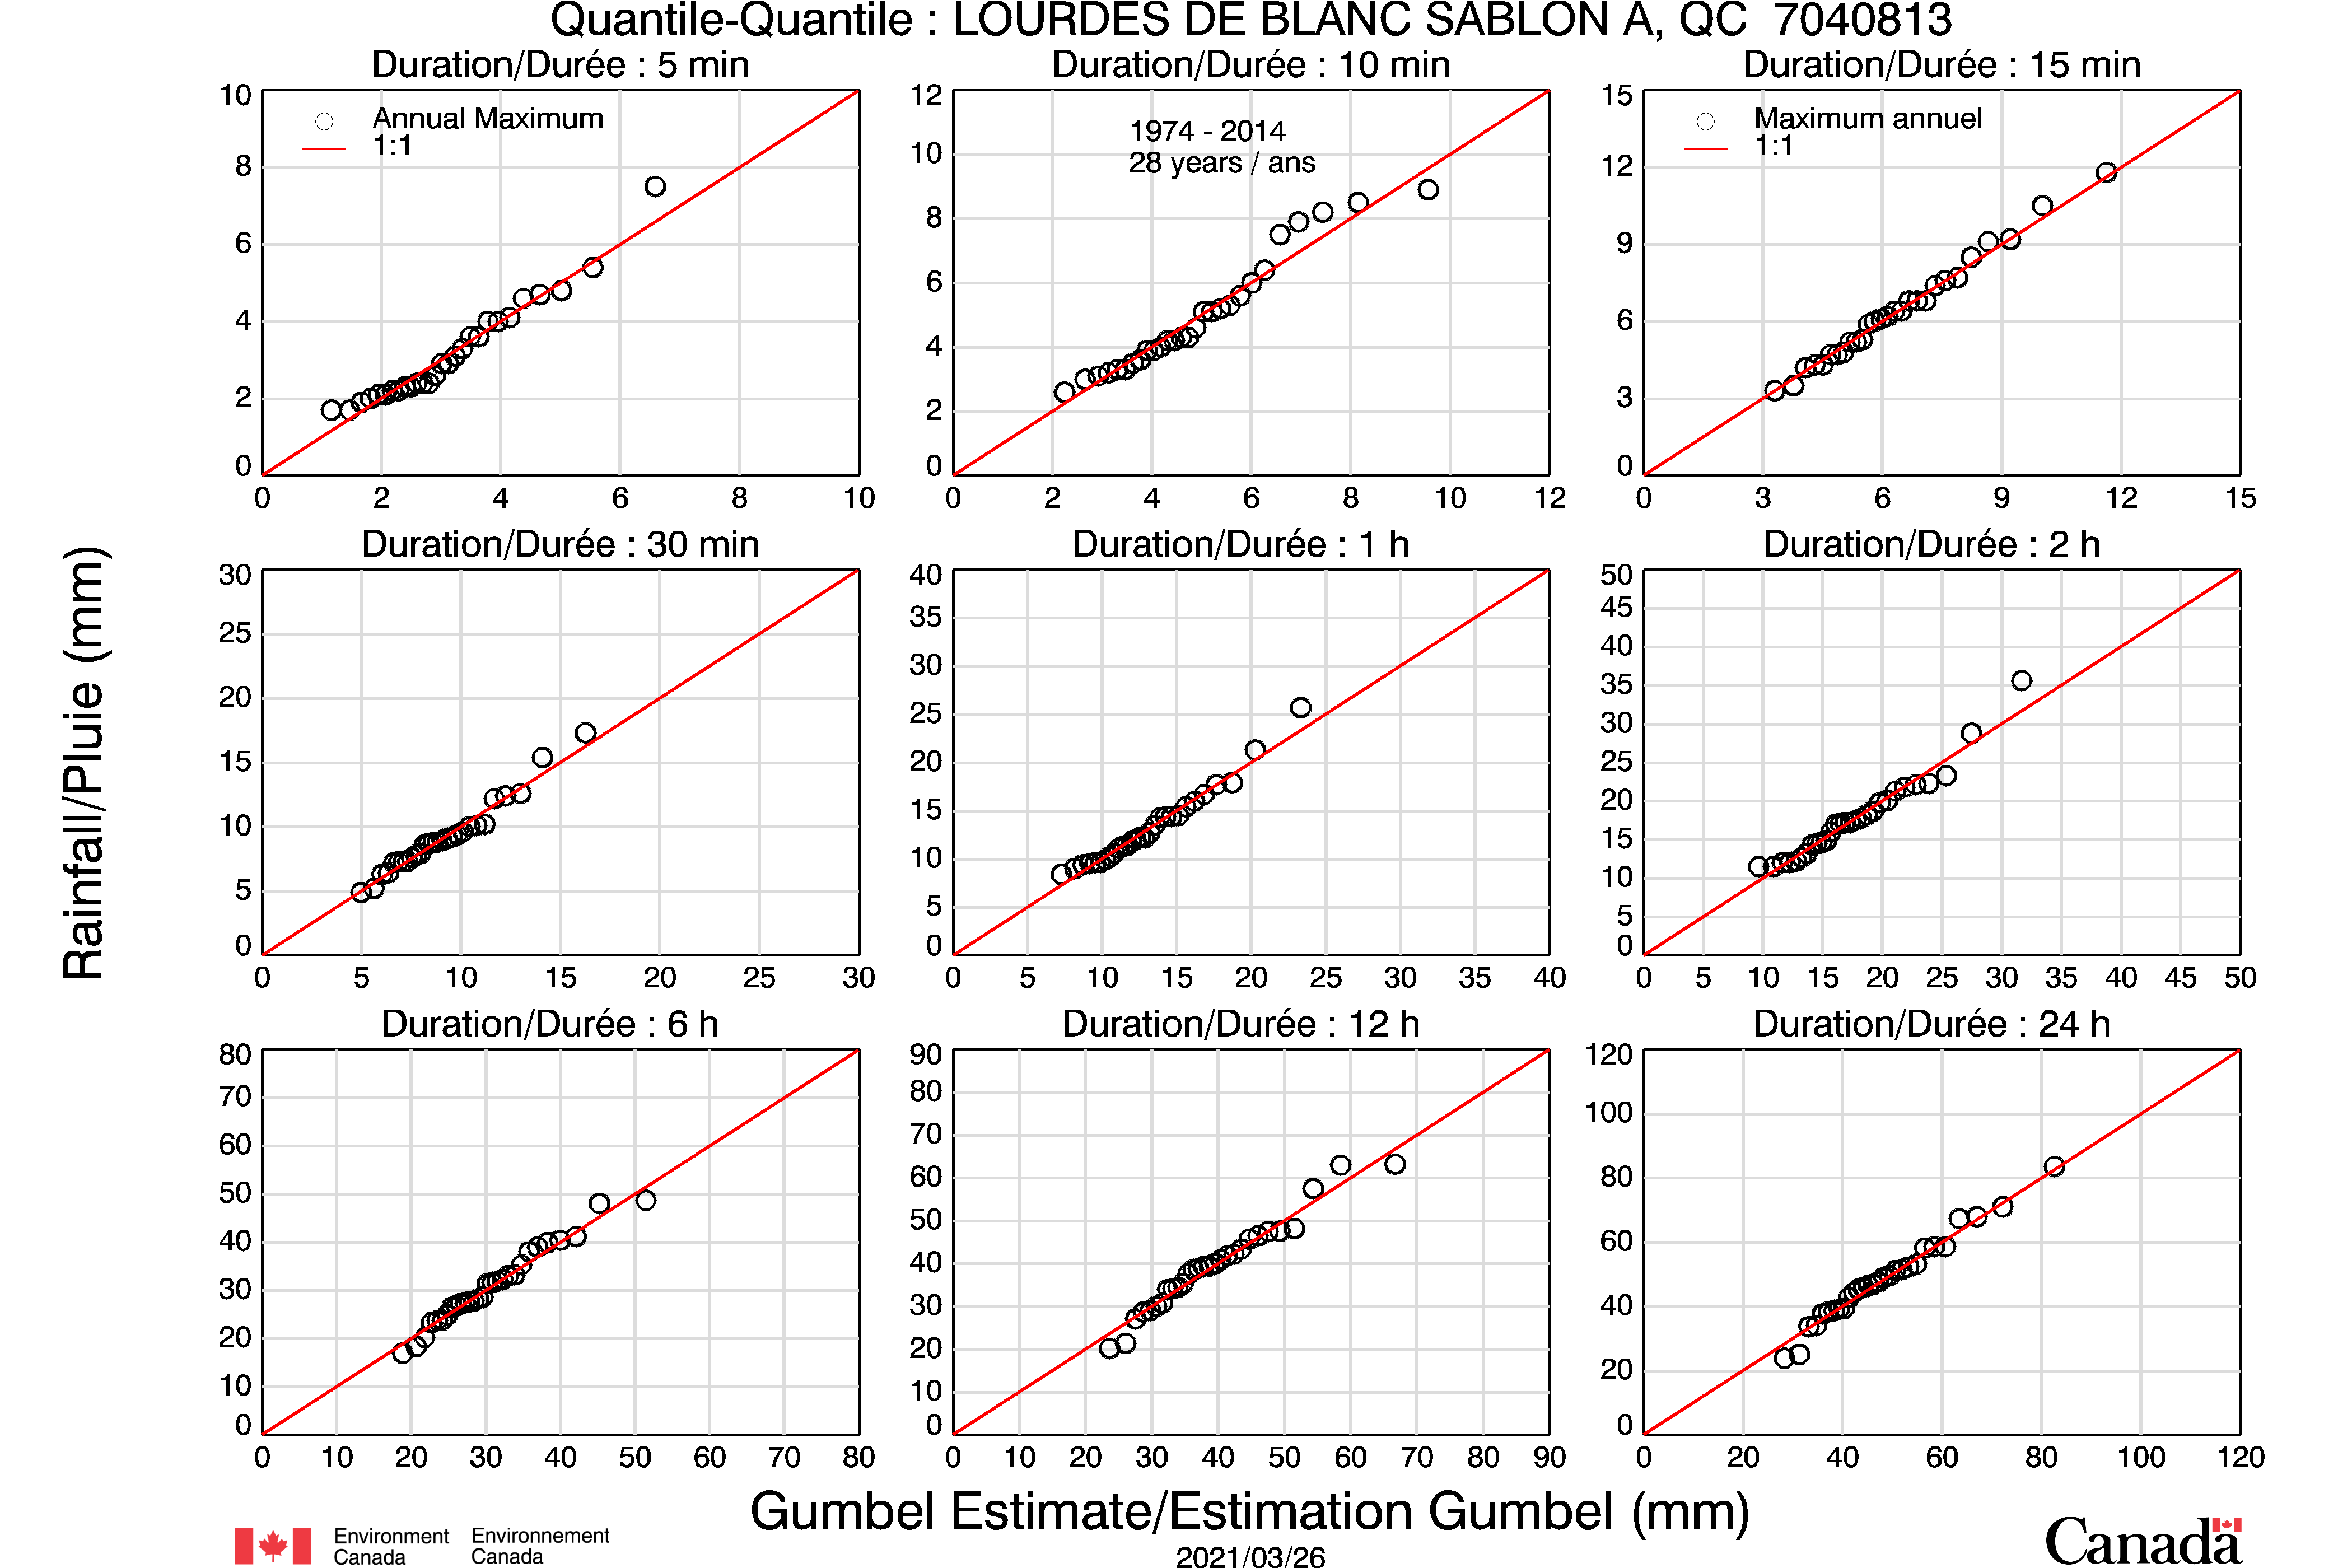 Quantile-Quantile : LOURDES DE BLANC SABLON A, QC  7040813
Duration/Durée : 5 min
10
8
6
4
2
0
0 2 4 6 8 10
Annual Maximum
1:1
Duration/Durée : 10 min
12
10
8
6
4
2
0
0 2 4 6 8 10 12
1974 - 2014
28 years / ans
Duration/Durée : 15 min
15
12
9
6
3
0
0 3 6 9 12 15
Maximum annuel
1:1
Rainfall/Pluie (mm)
Duration/Durée : 30 min
30
25
20
15
10
5
0
0 5 10 15 20 25 30
Duration/Durée : 1 h
40
35
30
25
20
15
10
5
0
0 5 10 15 20 25 30 35 40
Duration/Durée : 2 h
50
45
40
35
30
25
20
15
10
5
0
0 5 10 15 20 25 30 35 40 45 50
Duration/Durée : 6 h
80
70
60
50
40
30
20
10
0
0 10 20 30 40 50 60 70 80
Duration/Durée : 12 h
90
80
70
60
50
40
30
20
10
0
0 10 20 30 40 50 60 70 80 90
Duration/Durée : 24 h
120
100
80
60
40
20
0
0 20 40 60 80 100 120
Gumbel Estimate/Estimation Gumbel (mm)
Environment Canada
Environnement Canada
2021/03/26
Canada